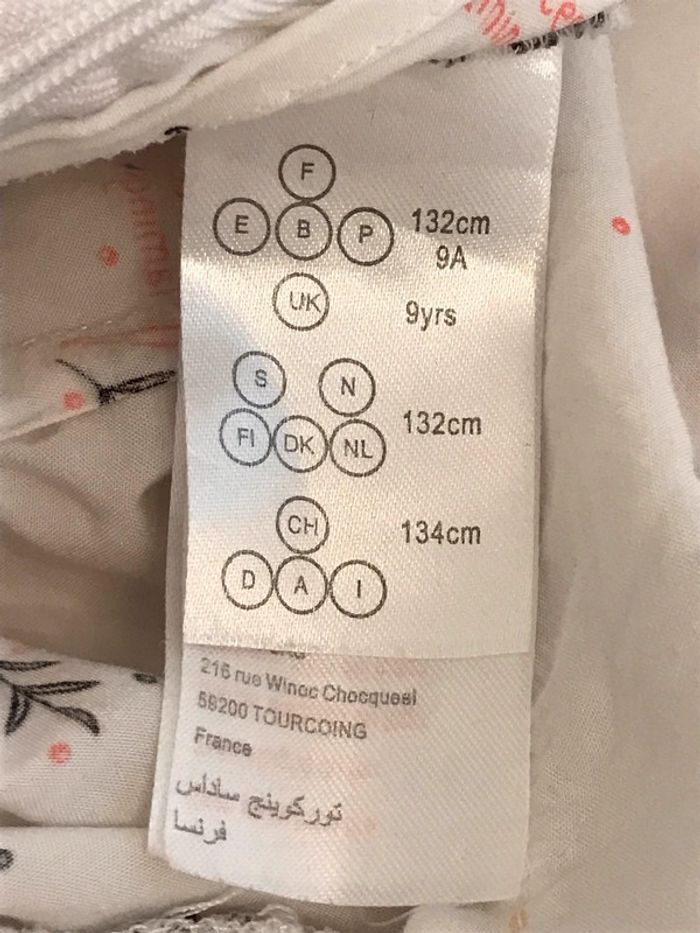 F
E B P 132cm
9A
UK 9yrs
S N
FI DK NL 132cm
CH 134cm
D A I
216 rue Winoc Chocqueel
59200 TOURCOING
France
توركوينج ساداس
فرنسا